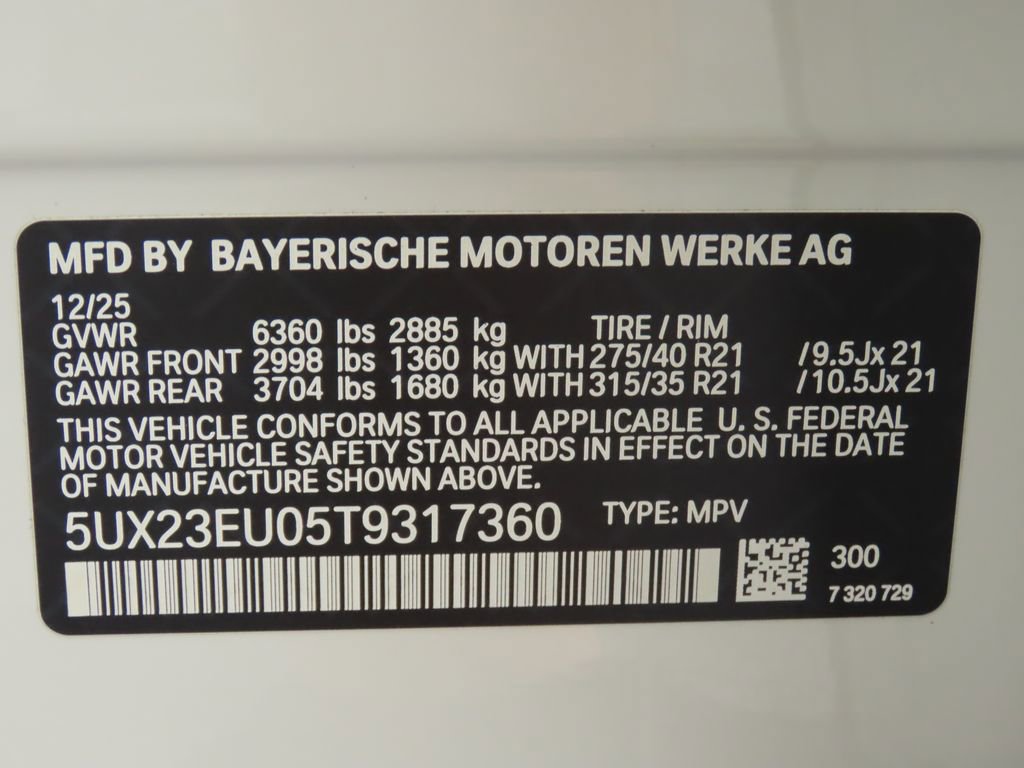 MFD BY BAYERISCHE MOTOREN WERKE AG
12/25
GVWR 6360 lbs 2885 kg TIRE / RIM
GAWR FRONT 2998 lbs 1360 kg WITH 275/40 R21 /9.5Jx 21
GAWR REAR 3704 lbs 1680 kg WITH 315/35 R21 /10.5Jx 21
THIS VEHICLE CONFORMS TO ALL APPLICABLE U. S. FEDERAL
MOTOR VEHICLE SAFETY STANDARDS IN EFFECT ON THE DATE
OF MANUFACTURE SHOWN ABOVE.
5UX23EU05T9317360 TYPE: MPV
300
7 320 729